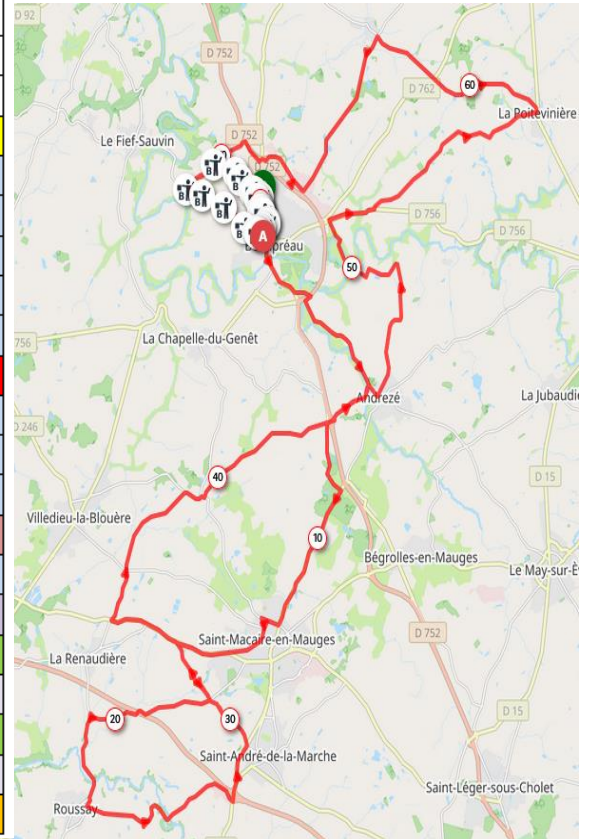 D 92
D 752
60
D 762
La Poitevinière
Le Fief-Sauvin
D 752
D 752
B
B
B
B
B
B
A
D 756
D 756
50
756
La Chapelle-du-Genêt
Andrezé
La Jubaudi
D 246
40
D 15
Villedieu-la-Blouère
10
Bégrolles-en-Mauges
Le May-sur-È
D 752
Saint-Macaire-en-Mauges
La Renaudière
20
30
D 15
Saint-André-de-la-Marche
Saint-Léger-sous-Cholet
Roussay